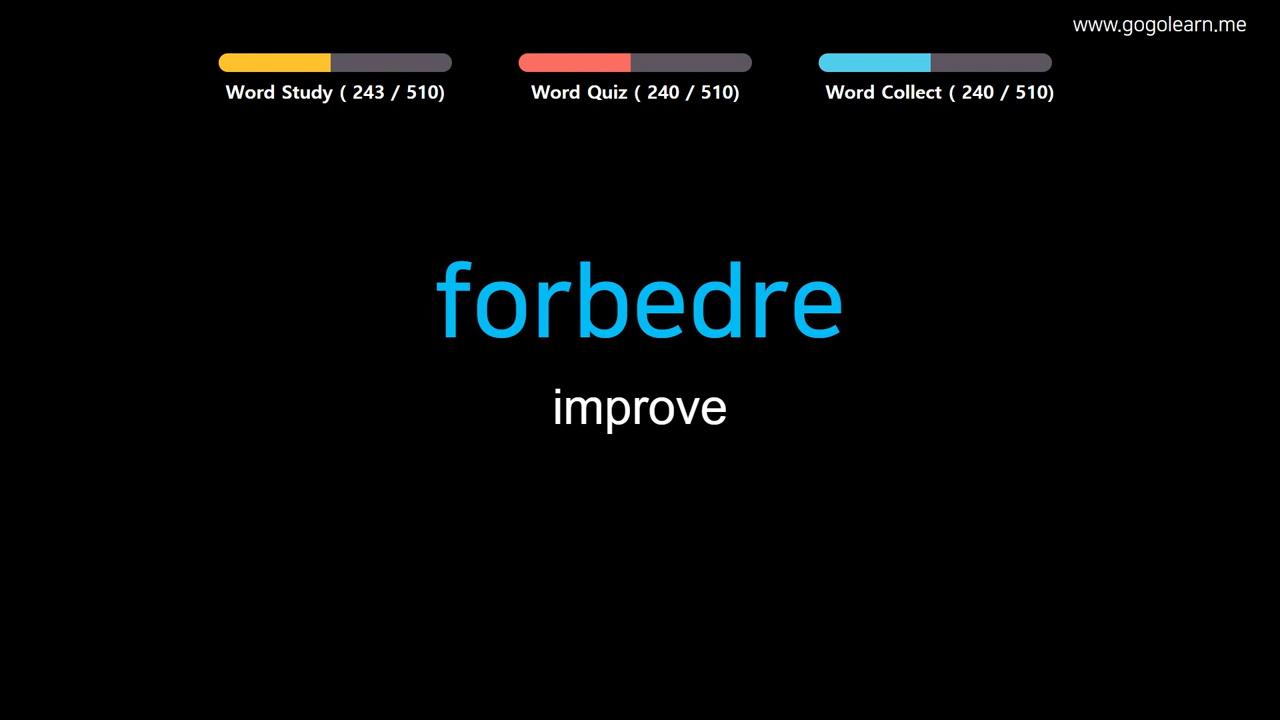 www.gogolearn.me
Word Study ( 243 / 510)
Word Quiz ( 240 / 510)
Word Collect ( 240 / 510)
forbedre
improve